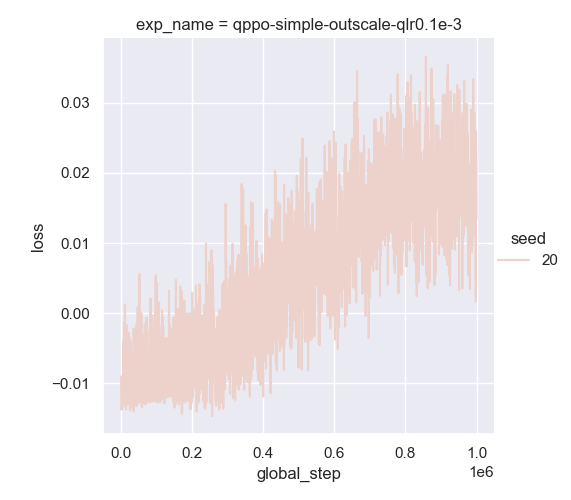 exp_name = qppo-simple-outscale-qlr0.1e-3
0.03
0.02
0.01
0.00
−0.01
loss
0.0 0.2 0.4 0.6 0.8 1.0
1e6
global_step
seed
20